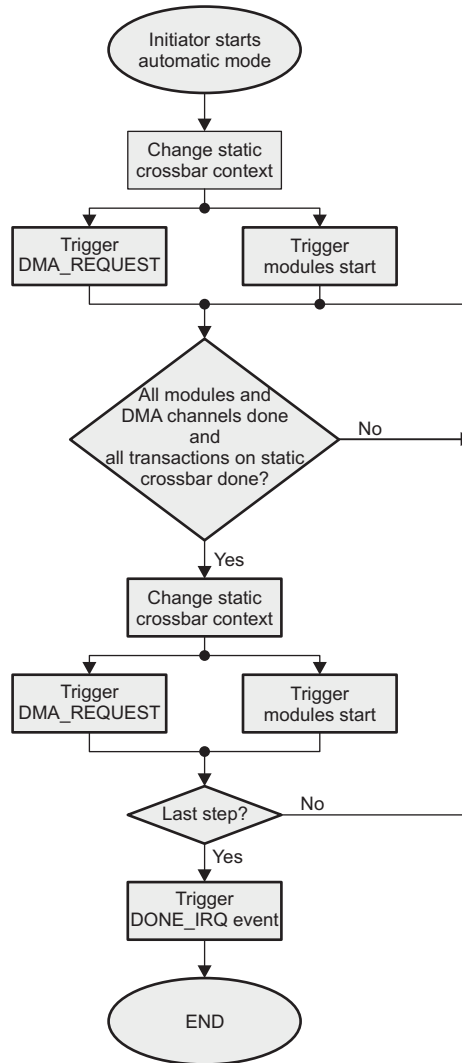 Initiator starts
automatic mode
Change static
crossbar context
Trigger
DMA_REQUEST
Trigger
modules start
All modules and
DMA channels done
and
all transactions on static
crossbar done?
No
Yes
Change static
crossbar context
Trigger
DMA_REQUEST
Trigger
modules start
Last step?
No
Yes
Trigger
DONE_IRQ event
END